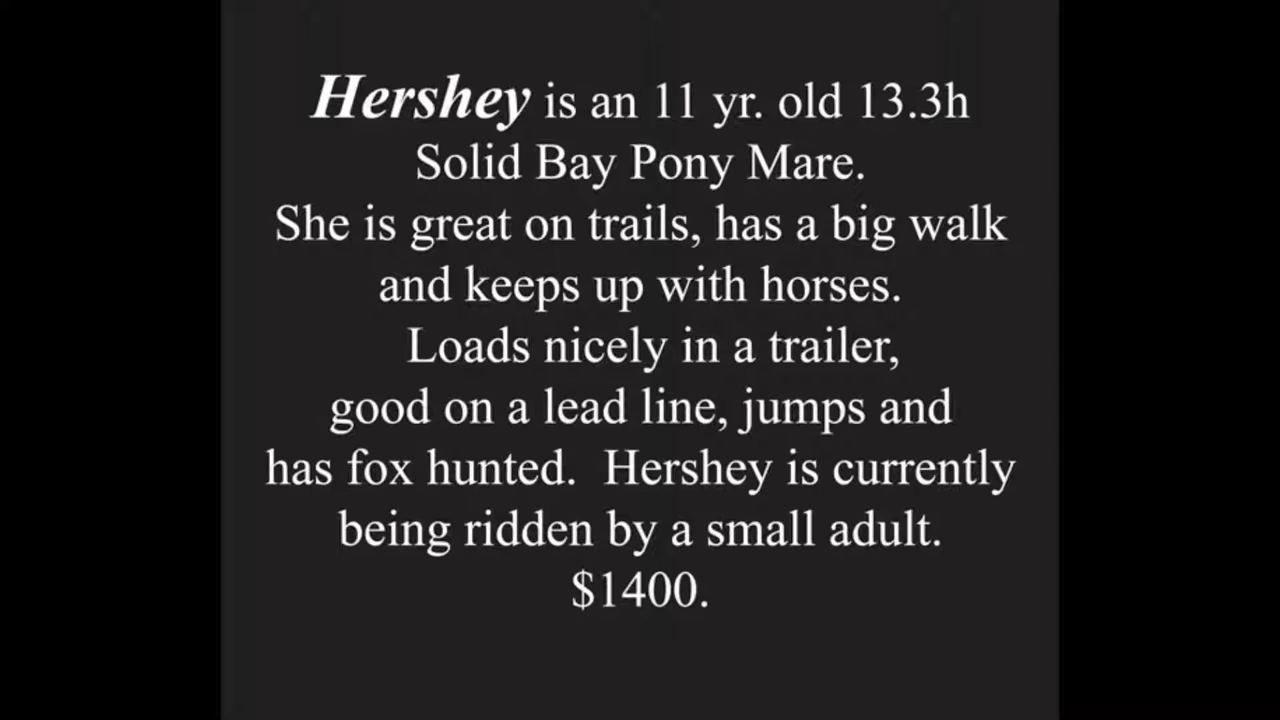 Hershey is an 11 yr. old 13.3h
Solid Bay Pony Mare.
She is great on trails, has a big walk
and keeps up with horses.
Loads nicely in a trailer,
good on a lead line, jumps and
has fox hunted.  Hershey is currently
being ridden by a small adult.
$1400.